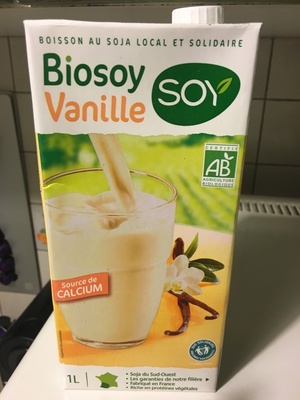 BOISSON AU SOJA LOCAL ET SOLIDAIRE
Biosoy
Vanille
SOY
CERTIFIÉ
AB
AGRICULTURE
BIOLOGIQUE
Source de
CALCIUM
1L
• Soja du Sud-Ouest
• Les garanties de notre filière
• Fabriqué en France
• Riche en protéines végétales